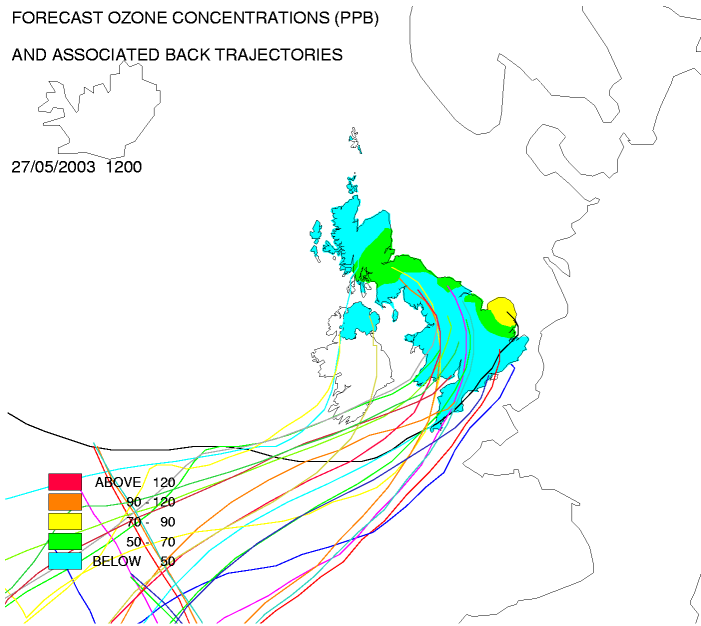 FORECAST OZONE CONCENTRATIONS (PPB)
AND ASSOCIATED BACK TRAJECTORIES
27/05/2003 1200
ABOVE 120
90 - 120
70 - 90
50 - 70
BELOW 50